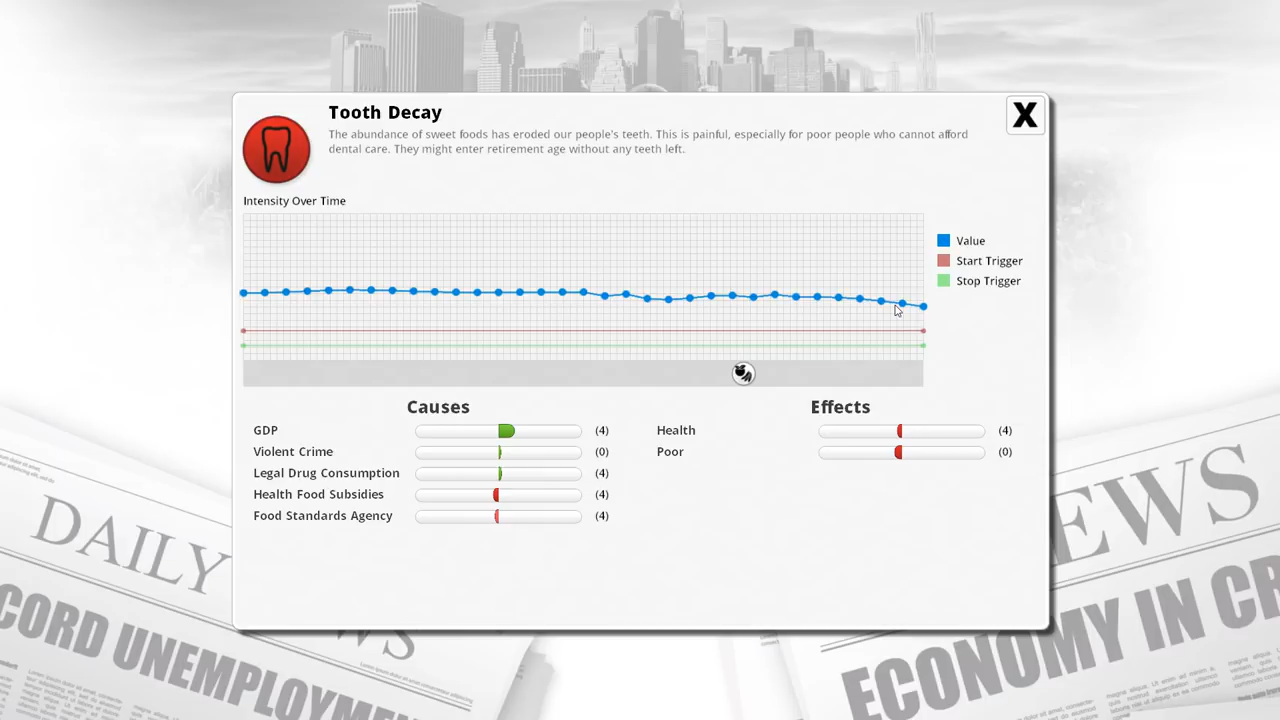 Tooth Decay
X
The abundance of sweet foods has eroded our people's teeth. This is painful, especially for poor people who cannot afford
dental care. They might enter retirement age without any teeth left.
Intensity Over Time
Value
Start Trigger
Stop Trigger
Causes
GDP (4)
Violent Crime (0)
Legal Drug Consumption (4)
Health Food Subsidies (4)
Food Standards Agency (4)
Effects
Health (4)
Poor (0)
DAILY
WS
CORD UNEMPLOYM
EWS
ECONOMY IN CR